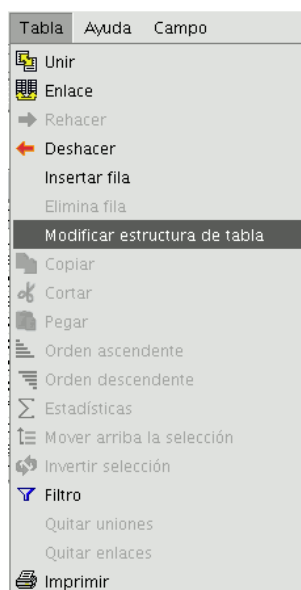 Tabla Ayuda Campo
Unir
Enlace
Rehacer
Deshacer
Insertar fila
Elimina fila
Modificar estructura de tabla
Copiar
Cortar
Pegar
Orden ascendente
Orden descendente
Estadísticas
Mover arriba la selección
Invertir selección
Filtro
Quitar uniones
Quitar enlaces
Imprimir